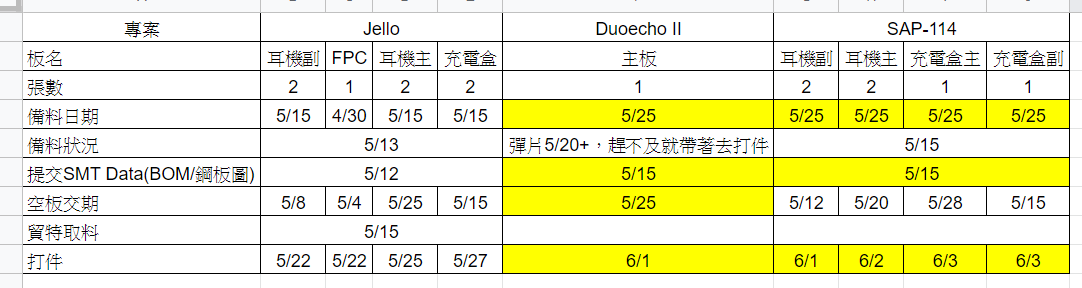 專案 Jello Duoecho II SAP-114
板名 耳機副 FPC 耳機主 充電盒 主板 耳機副 耳機主 充電盒主 充電盒副
張數 2 1 2 2 1 2 2 1 1
備料日期 5/15 4/30 5/15 5/15 5/25 5/25 5/25 5/25 5/25
備料狀況 5/13 彈片5/20+，趕不及就帶著去打件 5/15
提交SMT Data(BOM/鋼板圖) 5/12 5/15 5/15
空板交期 5/8 5/4 5/25 5/15 5/25 5/12 5/20 5/28 5/15
貿特取料 5/15
打件 5/22 5/22 5/25 5/27 6/1 6/1 6/2 6/3 6/3